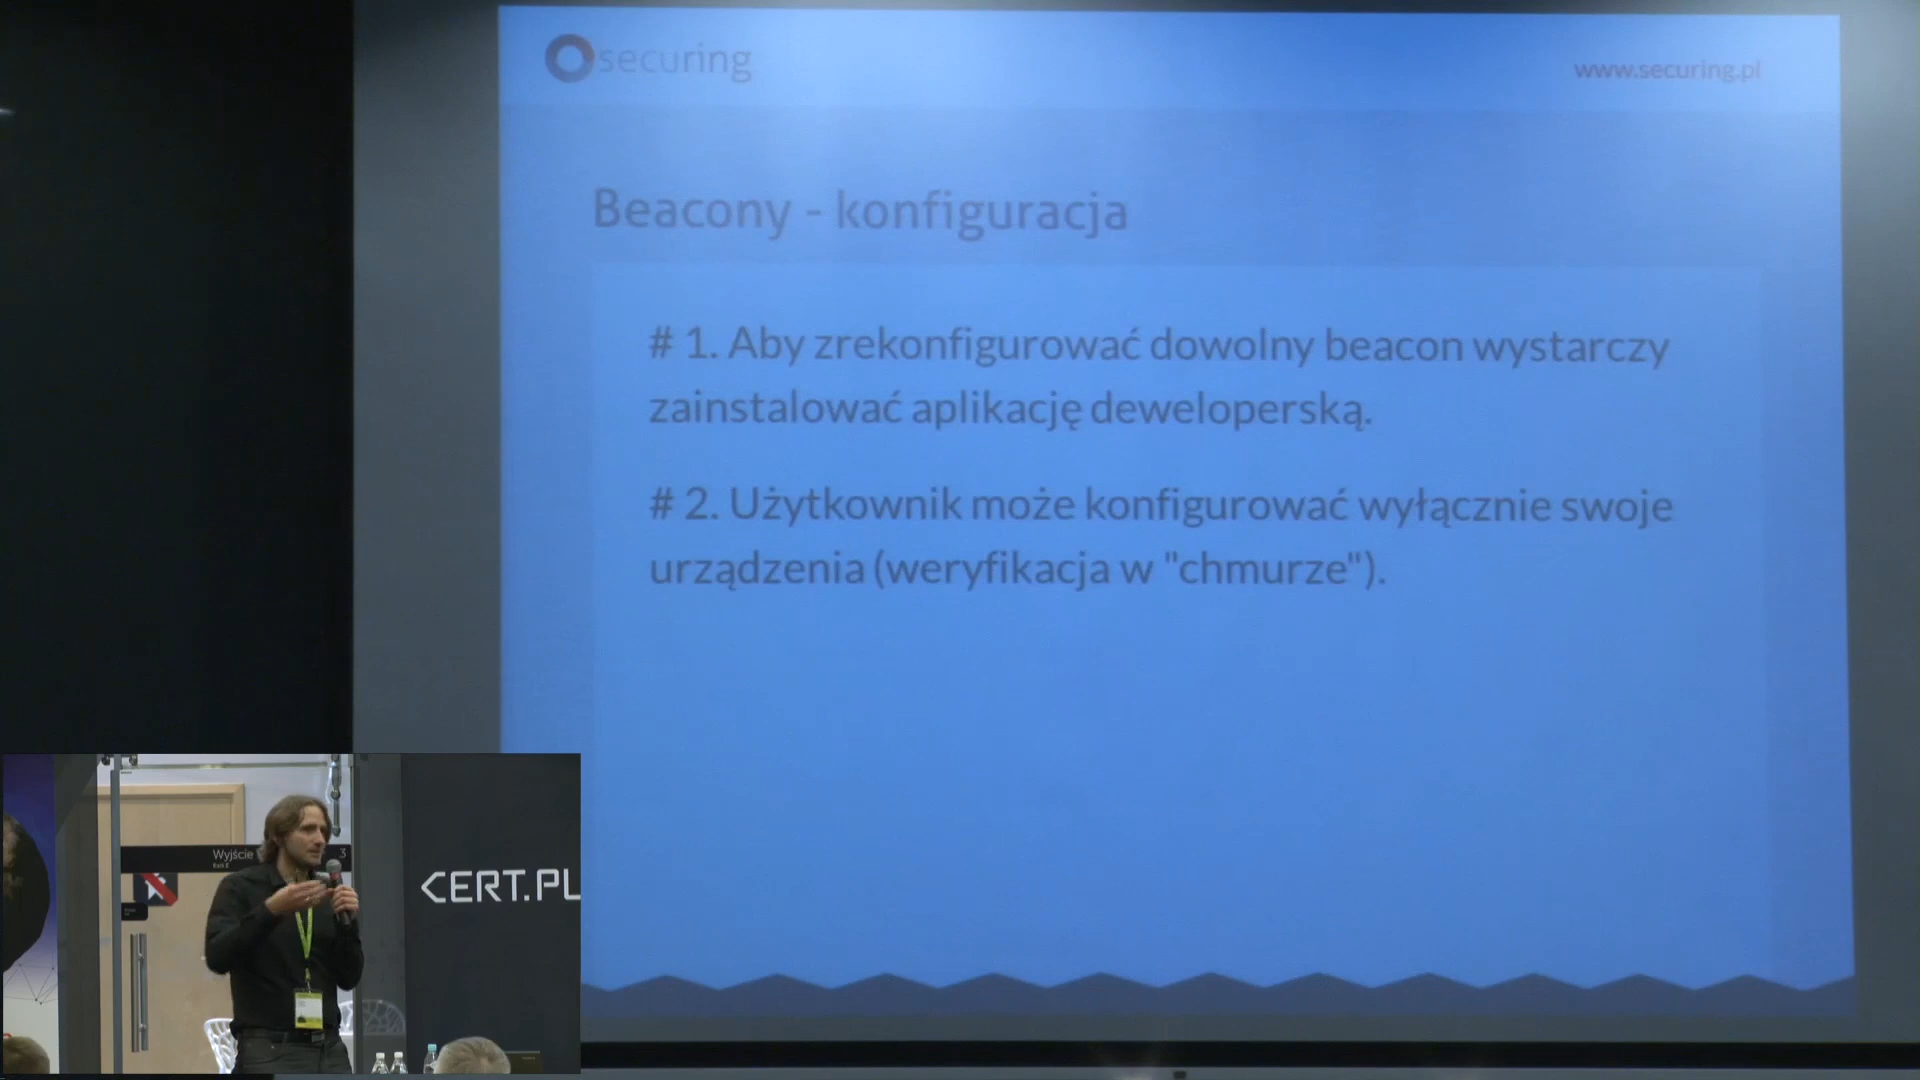 securing
www.securing.pl
Beacony - konfiguracja
# 1. Aby zrekonfigurować dowolny beacon wystarczy
zainstalować aplikację deweloperską.
# 2. Użytkownik może konfigurować wyłącznie swoje
urządzenia (weryfikacja w "chmurze").
Wyjście
3
CERT.PL